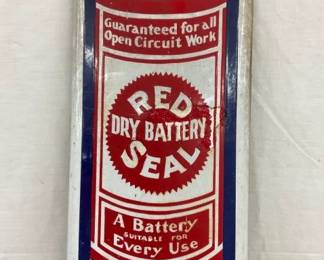 Guaranteed for all
Open Circuit Work
RED
DRY BATTERY
SEAL
A Battery
SUITABLE FOR
Every Use